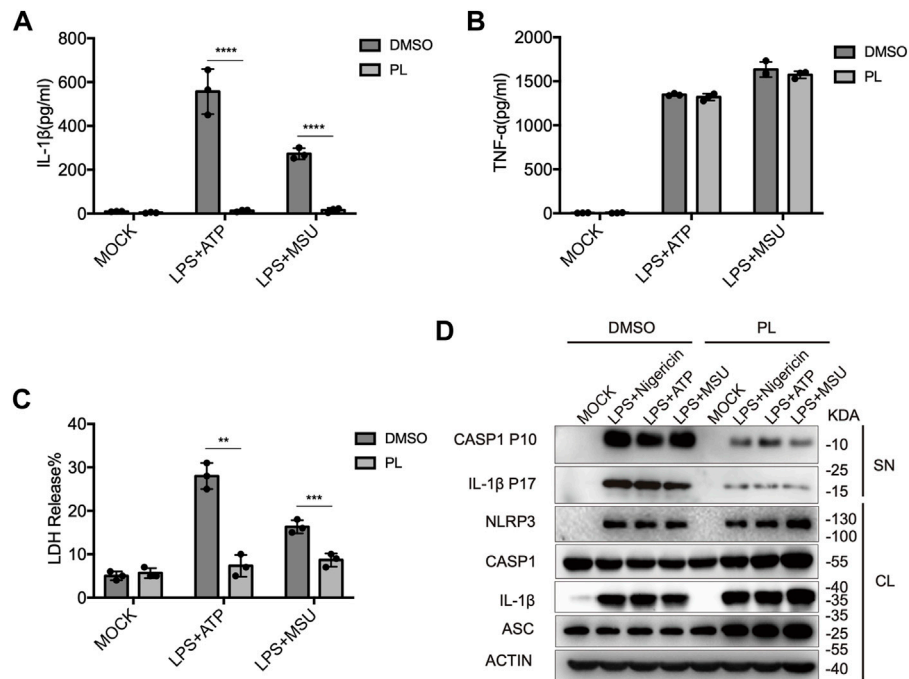 A
IL-1β(pg/ml)
800
600
400
200
0
****
****
DMSO
PL
MOCK
LPS+ATP
LPS+MSU
B
TNF-α(pg/ml)
2000
1500
1000
500
0
DMSO
PL
MOCK
LPS+ATP
LPS+MSU
C
LDH Release%
40
30
20
10
0
**
***
DMSO
PL
MOCK
LPS+ATP
LPS+MSU
D
DMSO PL
MOCK LPS+Nigericin LPS+ATP LPS+MSU MOCK LPS+Nigericin LPS+ATP LPS+MSU KDA
CASP1 P10 -10
IL-1β P17 -25
-15
SN
NLRP3 -130
-100
CASP1 -55
IL-1β -40
-35
ASC -35
-25
ACTIN -55
-40
CL